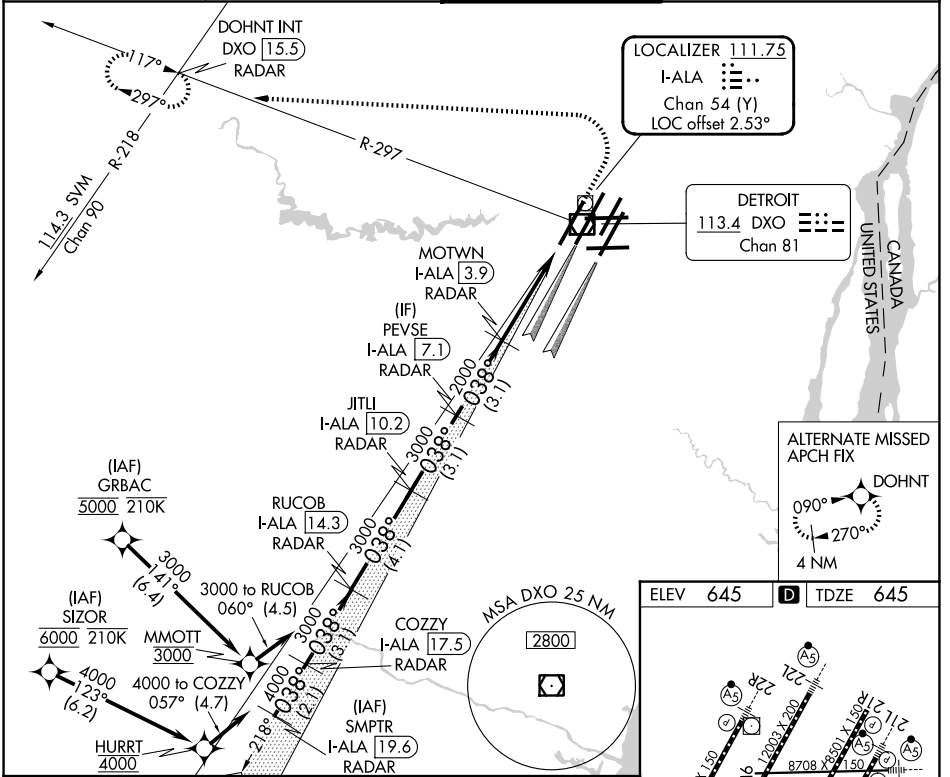 DOHNT INT
DXO 15.5
RADAR
117°
297°
R-297
114.3 SVM
Chan 90
R-218
LOCALIZER 111.75
I-ALA
Chan 54 (Y)
LOC offset 2.53°
DETROIT
113.4 DXO
Chan 81
CANADA
UNITED STATES
MOTWN
I-ALA 3.9
RADAR
(IF)
PEVSE
I-ALA 7.1
RADAR
2000
038°
(3.1)
JITLI
I-ALA 10.2
RADAR
3000
038°
(3.1)
RUCOB
I-ALA 14.3
RADAR
3000
038°
(4.1)
(IAF)
GRBAC
5000 210K
3000
141°
(6.4)
3000 to RUCOB
060° (4.5)
MMOTT
3000
3000
038°
(3.1)
(IAF)
SIZOR
6000 210K
4000
123°
(6.2)
4000 to COZZY
057° (4.7)
HURRT
4000
COZZY
I-ALA 17.5
RADAR
4000
038°
(2.1)
218°
(IAF)
SMPTR
I-ALA 19.6
RADAR
MSA DXO 25 NM
2800
ALTERNATE MISSED
APCH FIX
DOHNT
090°
270°
4 NM
ELEV 645 D TDZE 645
A5
22R
P
22L
A5
12003 X 200
8501 X 150
21R
P
A5
21L
P
A5
8708 X 150
X 150